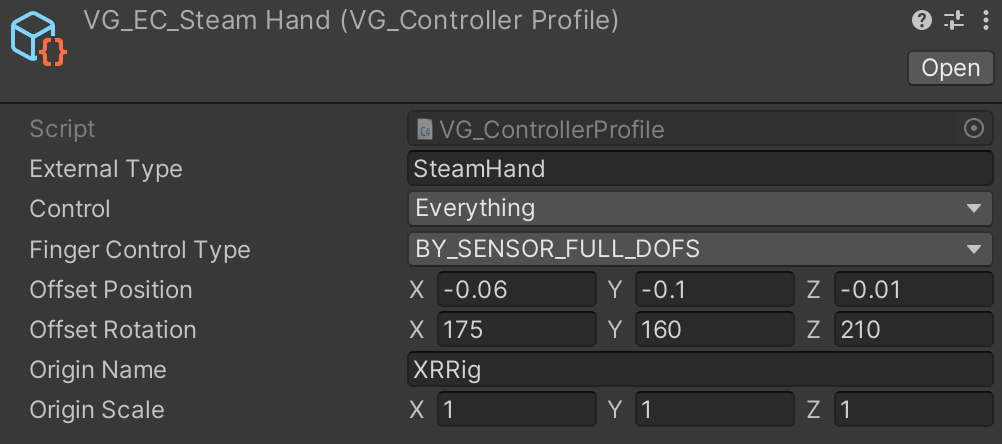 VG_EC_Steam Hand (VG_Controller Profile)
Open
Script VG_ControllerProfile
External Type SteamHand
Control Everything
Finger Control Type BY_SENSOR_FULL_DOFS
Offset Position X -0.06 Y -0.1 Z -0.01
Offset Rotation X 175 Y 160 Z 210
Origin Name XRRig
Origin Scale X 1 Y 1 Z 1